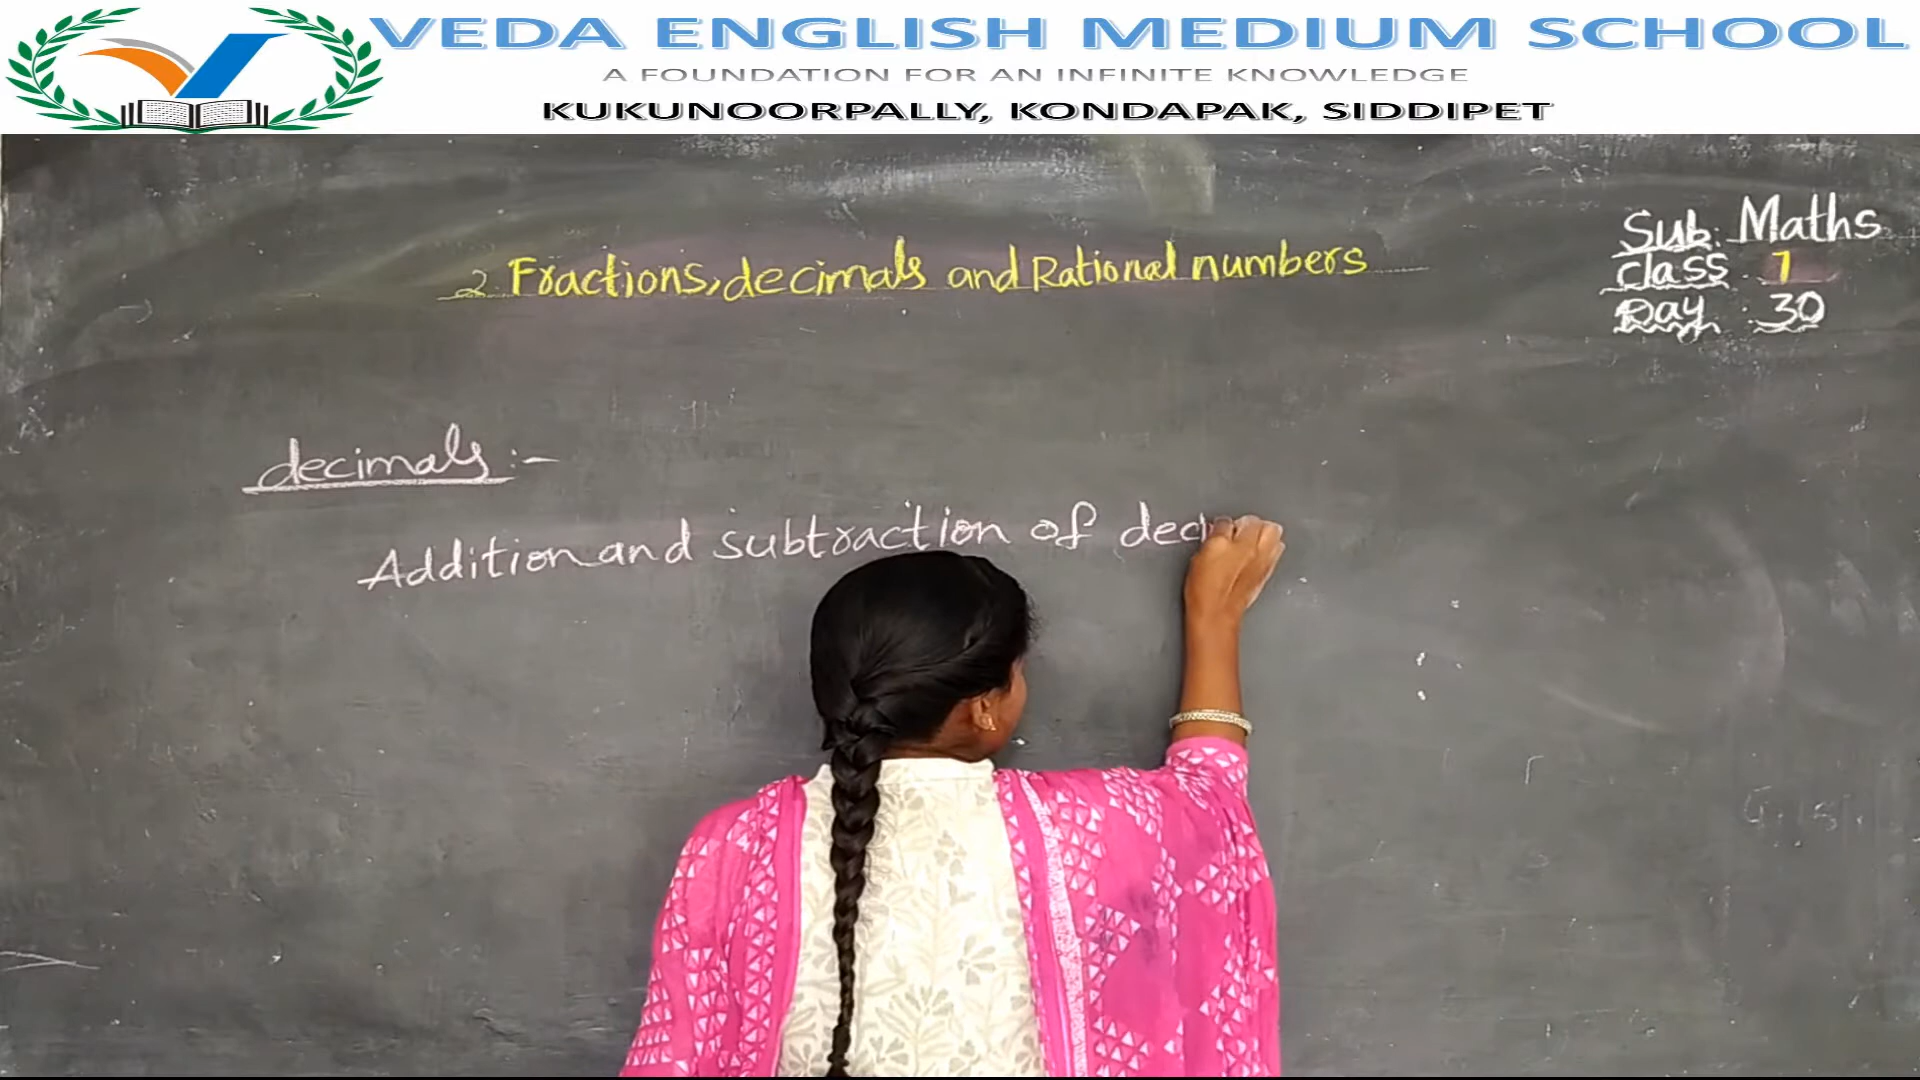 VEDA ENGLISH MEDIUM SCHOOL
A FOUNDATION FOR AN INFINITE KNOWLEDGE
KUKUNOORPALLY, KONDAPAK, SIDDIPET
Sub: Maths
class : 7
Day : 30
2. Fractions, decimals and Rational numbers
decimals :-
Addition and subtraction of deci